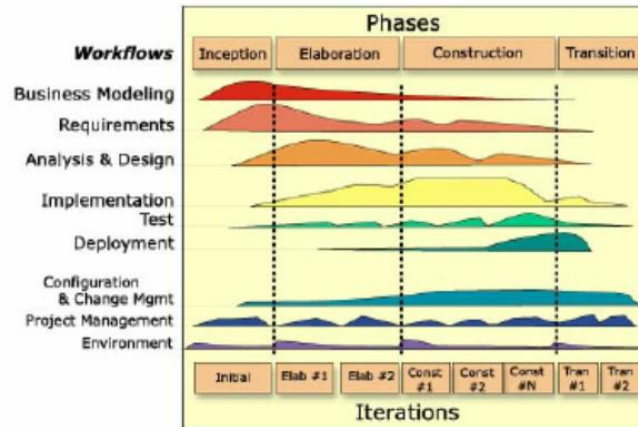 Phases
Workflows
Inception
Elaboration
Construction
Transition
Business Modeling
Requirements
Analysis & Design
Implementation
Test
Deployment
Configuration
& Change Mgmt
Project Management
Environment
Initial
Elab #1
Elab #2
Const
#1
Const
#2
Const
#N
Tran
#1
Tran
#2
Iterations